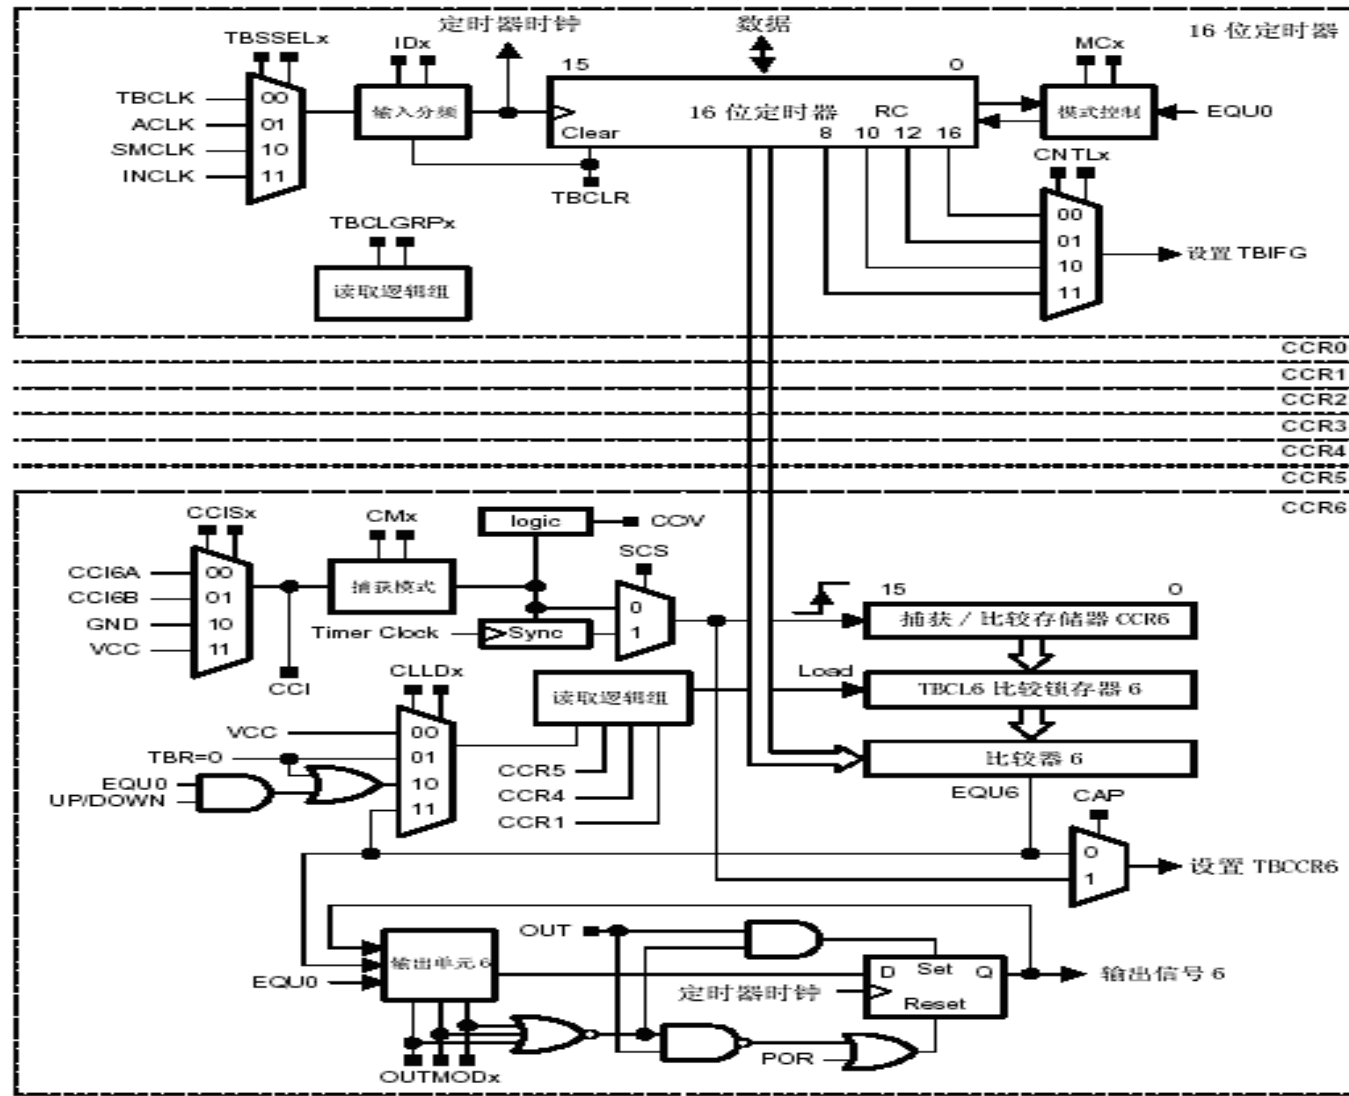 定时器时钟
数据
16 位定时器
TBSSELx
IDx
MCx
15
0
TBCLK
ACLK
SMCLK
INCLK
00
01
10
11
输入分频
16 位定时器
RC
Clear
8
10
12
16
模式控制
EQU0
TBCLR
CNTLx
00
01
10
11
设置 TBIFG
TBCLGRPx
读取逻辑组
CCR0
CCR1
CCR2
CCR3
CCR4
CCR5
CCR6
CCISx
CMx
logic
COV
SCS
CCI6A
CCI6B
GND
VCC
00
01
10
11
捕获模式
Timer Clock
Sync
0
1
15
0
捕获 / 比较存储器 CCR6
CCI
CLLDx
读取逻辑组
Load
TBCL6 比较锁存器 6
VCC
TBR=0
EQU0
UP/DOWN
00
01
10
11
CCR5
CCR4
CCR1
比较器 6
EQU6
CAP
0
1
设置 TBCCR6
OUT
输出单元 6
EQU0
D
Set
Q
Reset
定时器时钟
输出信号 6
POR
OUTMODx